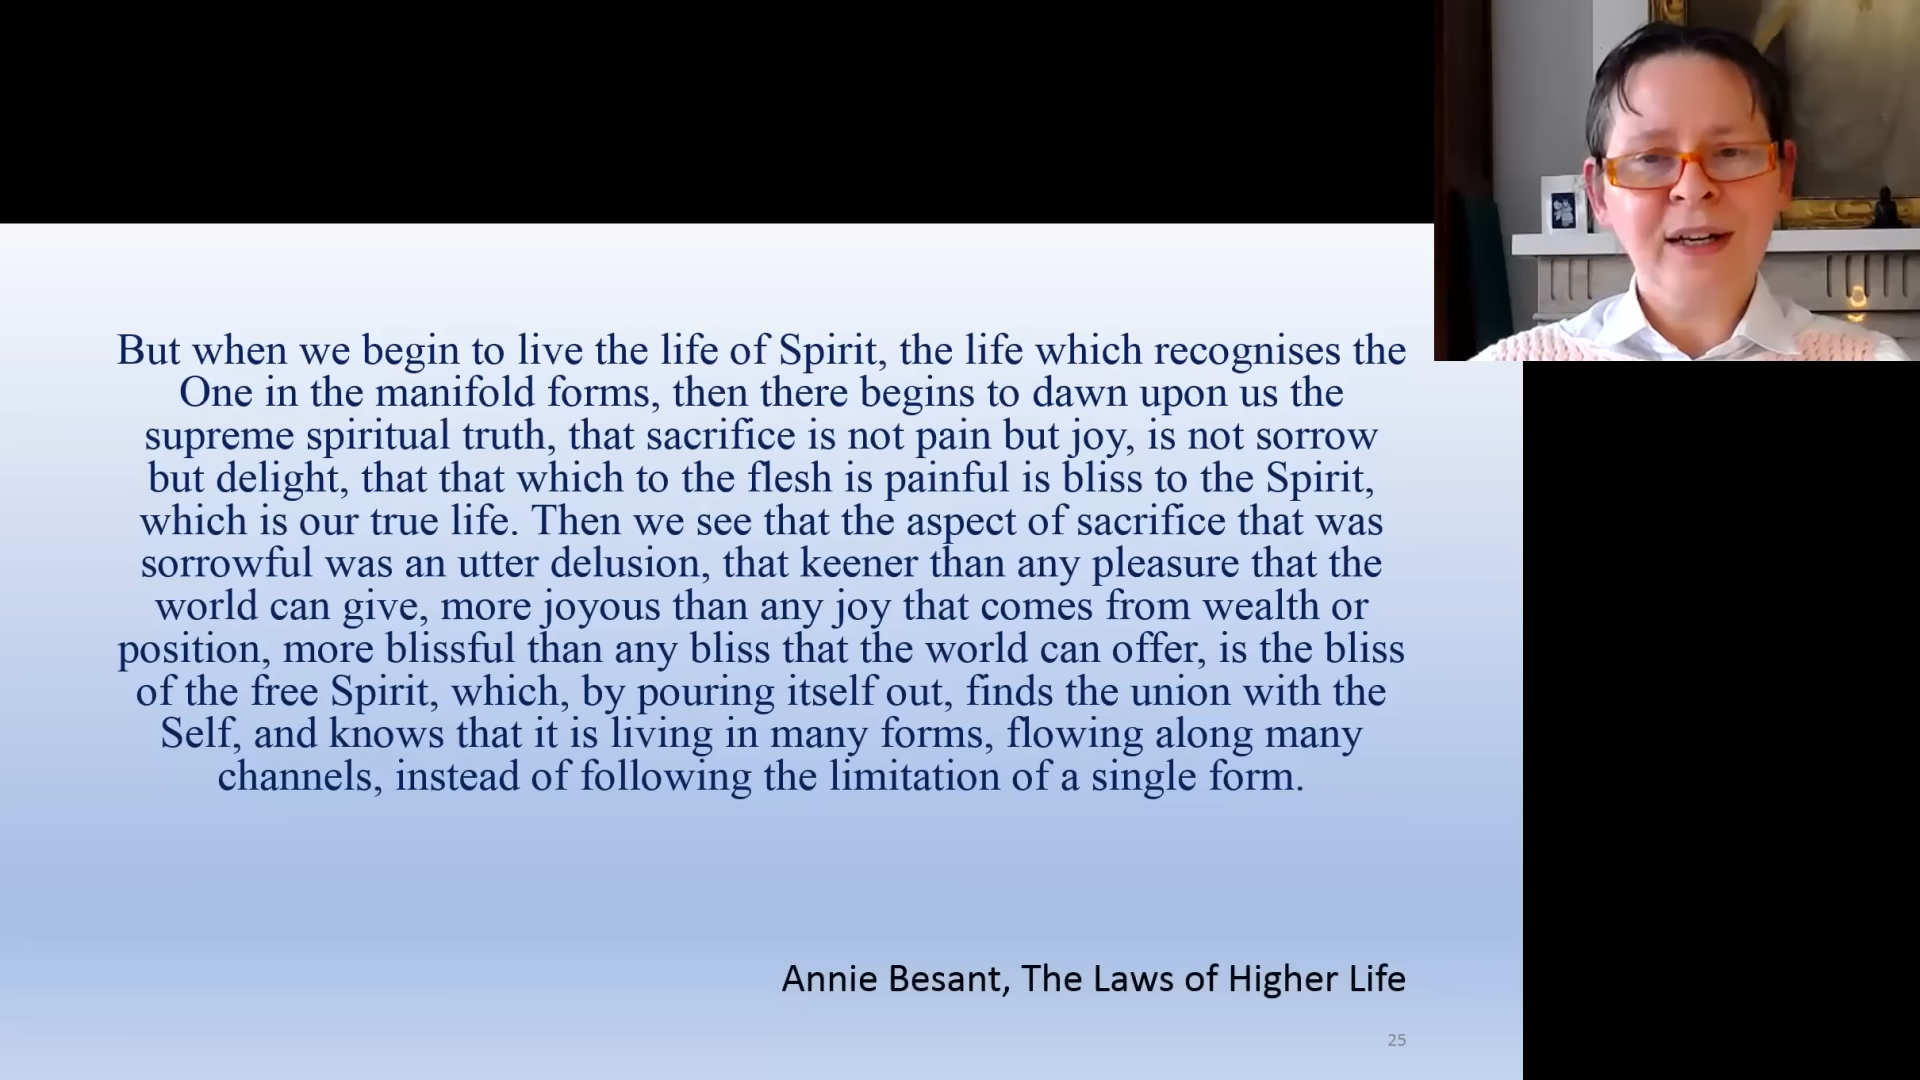 But when we begin to live the life of Spirit, the life which recognises the
One in the manifold forms, then there begins to dawn upon us the
supreme spiritual truth, that sacrifice is not pain but joy, is not sorrow
but delight, that that which to the flesh is painful is bliss to the Spirit,
which is our true life. Then we see that the aspect of sacrifice that was
sorrowful was an utter delusion, that keener than any pleasure that the
world can give, more joyous than any joy that comes from wealth or
position, more blissful than any bliss that the world can offer, is the bliss
of the free Spirit, which, by pouring itself out, finds the union with the
Self, and knows that it is living in many forms, flowing along many
channels, instead of following the limitation of a single form.
Annie Besant, The Laws of Higher Life
25